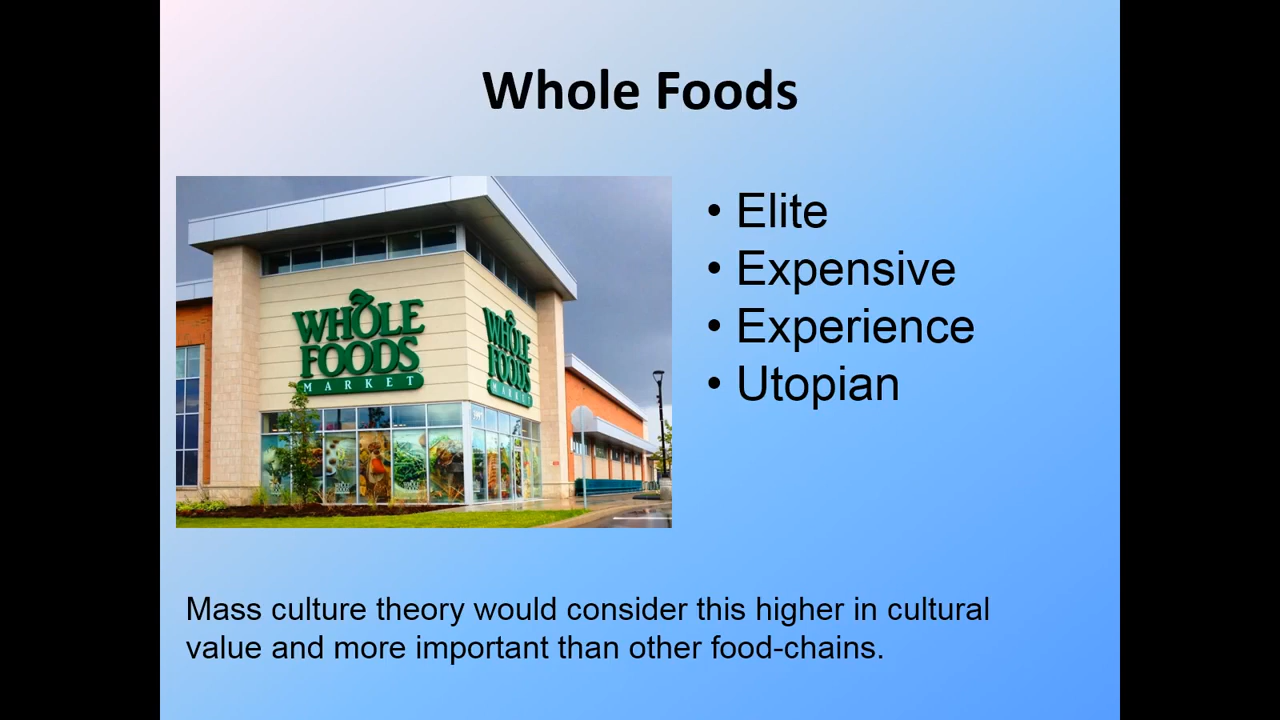 Whole Foods
WHOLE
FOODS
MARKET
WHOLE
FOODS
MARKET
• Elite
• Expensive
• Experience
• Utopian
Mass culture theory would consider this higher in cultural
value and more important than other food-chains.